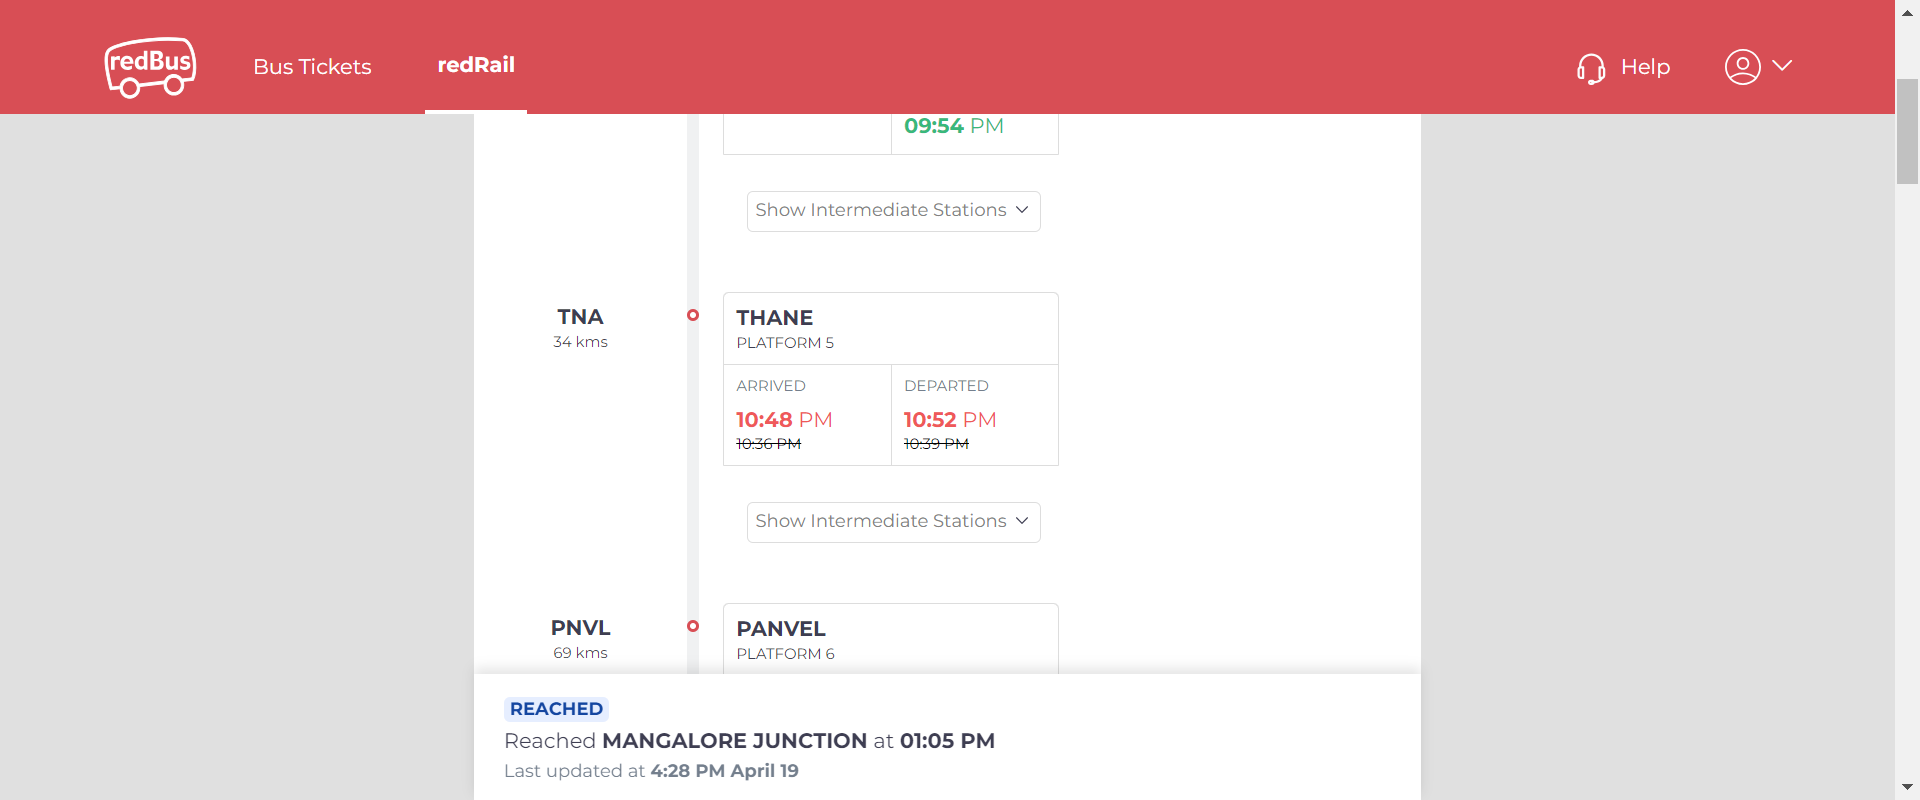 redBus
Bus Tickets
redRail
Help
09:54 PM
Show Intermediate Stations
TNA
34 kms
THANE
PLATFORM 5
ARRIVED
10:48 PM
10:36 PM
DEPARTED
10:52 PM
10:39 PM
Show Intermediate Stations
PNVL
69 kms
PANVEL
PLATFORM 6
REACHED
Reached MANGALORE JUNCTION at 01:05 PM
Last updated at 4:28 PM April 19